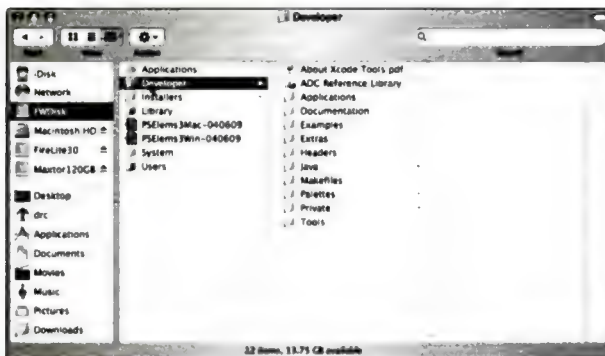 Developer
-Disk
Network
FWDisk
Macintosh HD
FireLite30
Maxtor120GB
Desktop
drc
Applications
Documents
Movies
Music
Pictures
Downloads
Applications
Developer
Installers
Library
PSElems3Mac-040609
PSElems3Win-040609
System
Users
About Xcode Tools.pdf
ADC Reference Library
Applications
Documentation
Examples
Extras
Headers
Java
Makefiles
Palettes
Private
Tools
12 items, 13.75 GB available